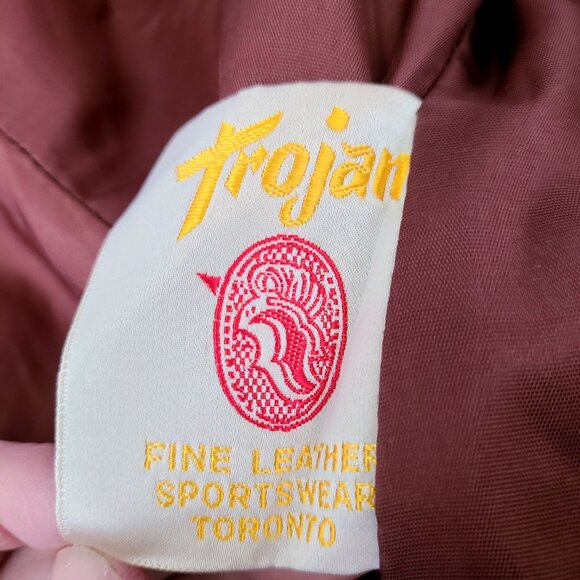 Trojan
FINE LEATHER
SPORTSWEAR
TORONTO